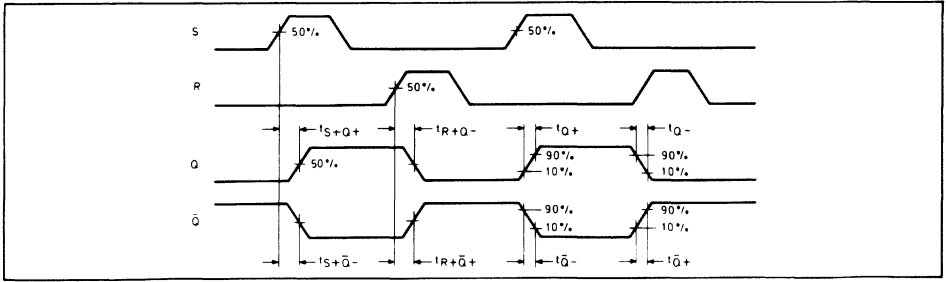 S 50% 50%
R 50%
tS+Q+ tR+Q- tQ+ tQ-
Q 50% 90% 90%
10% 10%
Q̄ 90% 90%
10% 10%
tS+Q̄- tR+Q̄+ tQ̄- tQ̄+